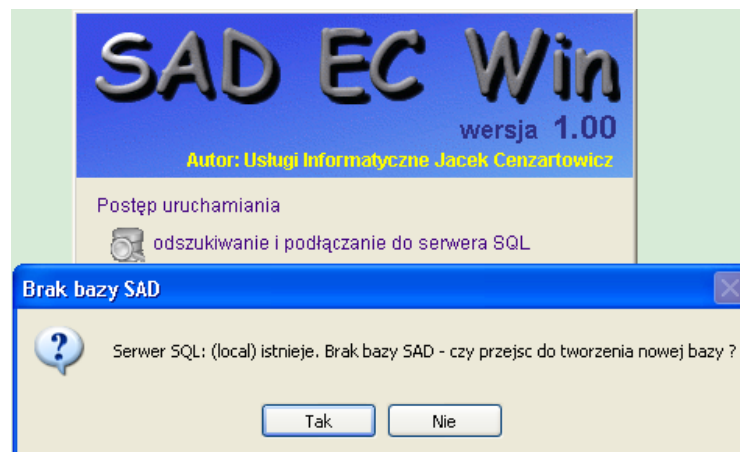 SAD EC Win
wersja 1.00
Autor: Usługi Informatyczne Jacek Cenzartowicz
Postęp uruchamiania
odszukiwanie i podłączanie do serwera SQL
Brak bazy SAD
Serwer SQL: (local) istnieje. Brak bazy SAD - czy przejsc do tworzenia nowej bazy ?
Tak Nie